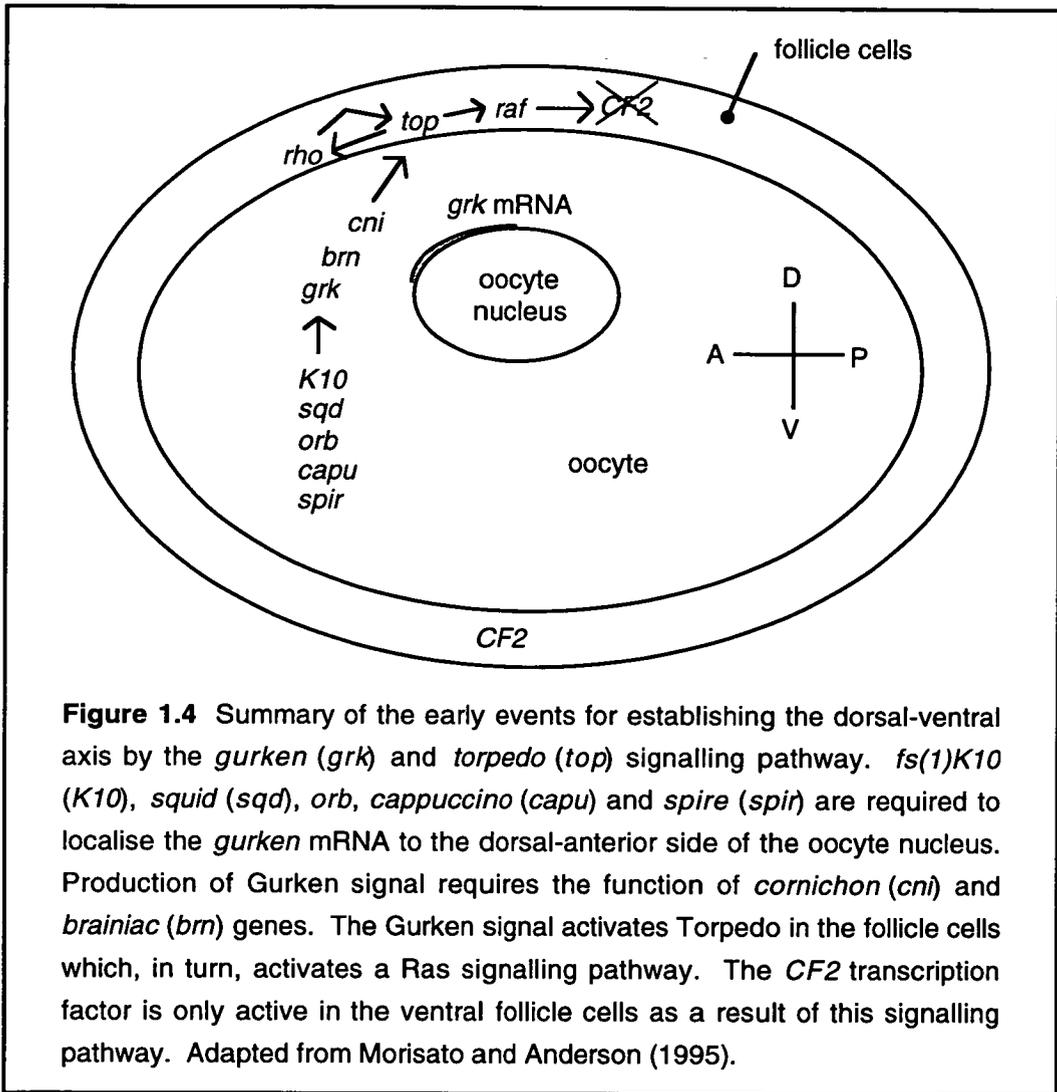 follicle cells
top raf CF2
rho
cni
grk mRNA
brn
grk
oocyte
nucleus
D
A P
V
K10
sqd
orb
capu
spir
oocyte
CF2
Figure 1.4 Summary of the early events for establishing the dorsal-ventral
axis by the gurken (grk) and torpedo (top) signalling pathway. fs(1)K10
(K10), squid (sqd), orb, cappuccino (capu) and spire (spir) are required to
localise the gurken mRNA to the dorsal-anterior side of the oocyte nucleus.
Production of Gurken signal requires the function of cornichon (cni) and
brainiac (brn) genes. The Gurken signal activates Torpedo in the follicle cells
which, in turn, activates a Ras signalling pathway. The CF2 transcription
factor is only active in the ventral follicle cells as a result of this signalling
pathway. Adapted from Morisato and Anderson (1995).